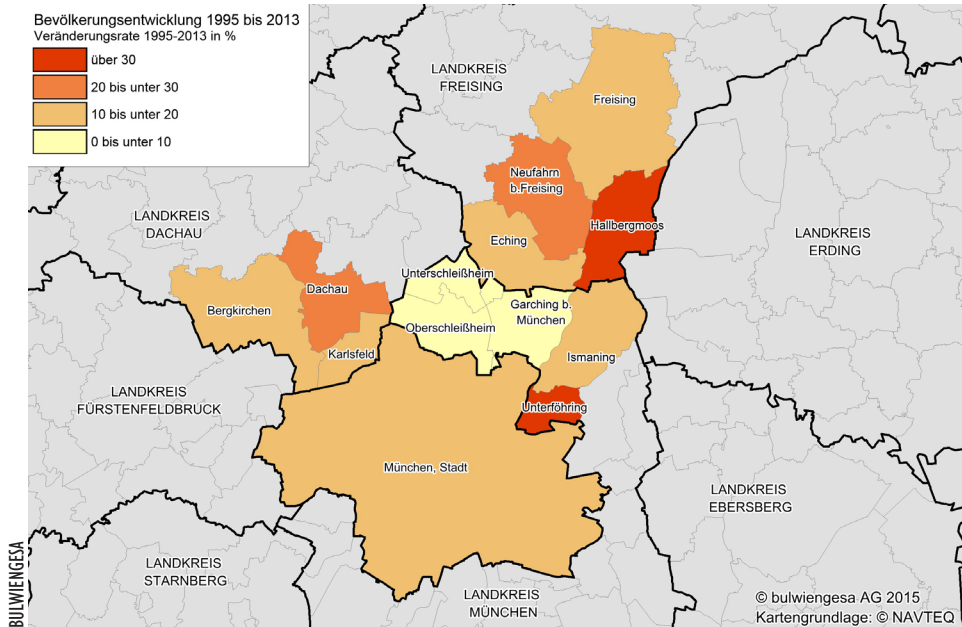 Bevölkerungsentwicklung 1995 bis 2013
Veränderungsrate 1995-2013 in %
über 30
20 bis unter 30
10 bis unter 20
0 bis unter 10
LANDKREIS
FREISING
Freising
Neufahrn
b.Freising
Hallbergmoos
LANDKREIS
DACHAU
Eching
LANDKREIS
ERDING
Unterschleißheim
Dachau
Garching b.
München
Bergkirchen
Oberschleißheim
Karlsfeld
Ismaning
LANDKREIS
FÜRSTENFELDBRUCK
Unterföhring
München, Stadt
LANDKREIS
EBERSBERG
LANDKREIS
STARNBERG
LANDKREIS
MÜNCHEN
BULWIENGESA
© bulwiengesa AG 2015
Kartengrundlage: © NAVTEQ